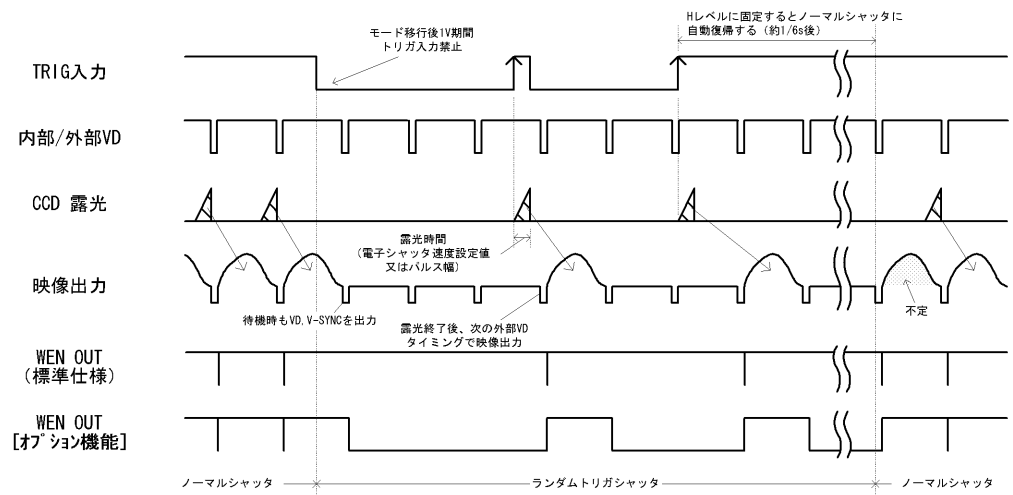 Hレベルに固定するとノーマルシャッタに
自動復帰する（約1/6s後）
モード移行後1V期間
トリガ入力禁止
TRIG入力
内部/外部VD
CCD 露光
露光時間
(電子シャッタ速度設定値
又はパルス幅)
映像出力
不定
待機時もVD,V-SYNCを出力
露光終了後、次の外部VD
タイミングで映像出力
WEN OUT
(標準仕様)
WEN OUT
[オプション機能]
ノーマルシャッタ
ランダムトリガシャッタ
ノーマルシャッタ